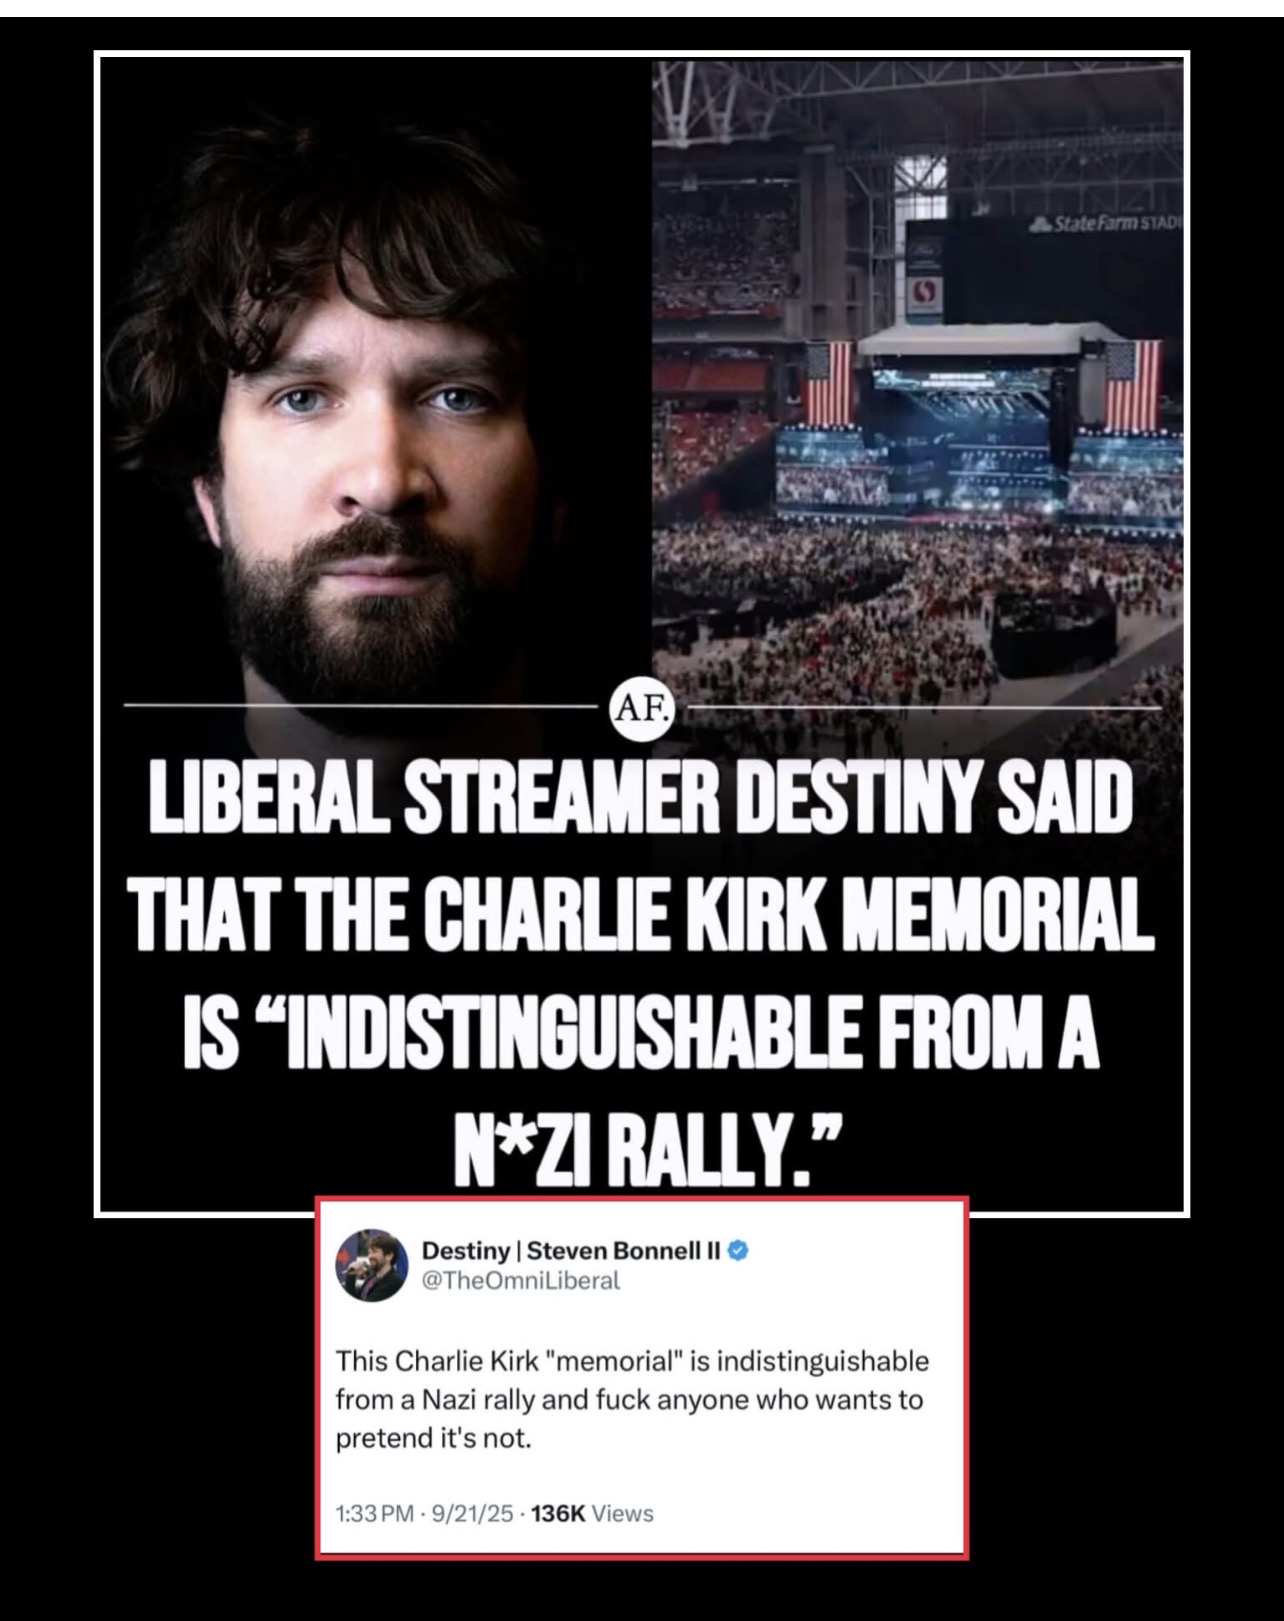 StateFarm STADI
AF.
LIBERAL STREAMER DESTINY SAID
THAT THE CHARLIE KIRK MEMORIAL
IS “INDISTINGUISHABLE FROM A
N*ZI RALLY.”
Destiny | Steven Bonnell II
@TheOmniLiberal
This Charlie Kirk "memorial" is indistinguishable
from a Nazi rally and fuck anyone who wants to
pretend it's not.
1:33 PM · 9/21/25 · 136K Views